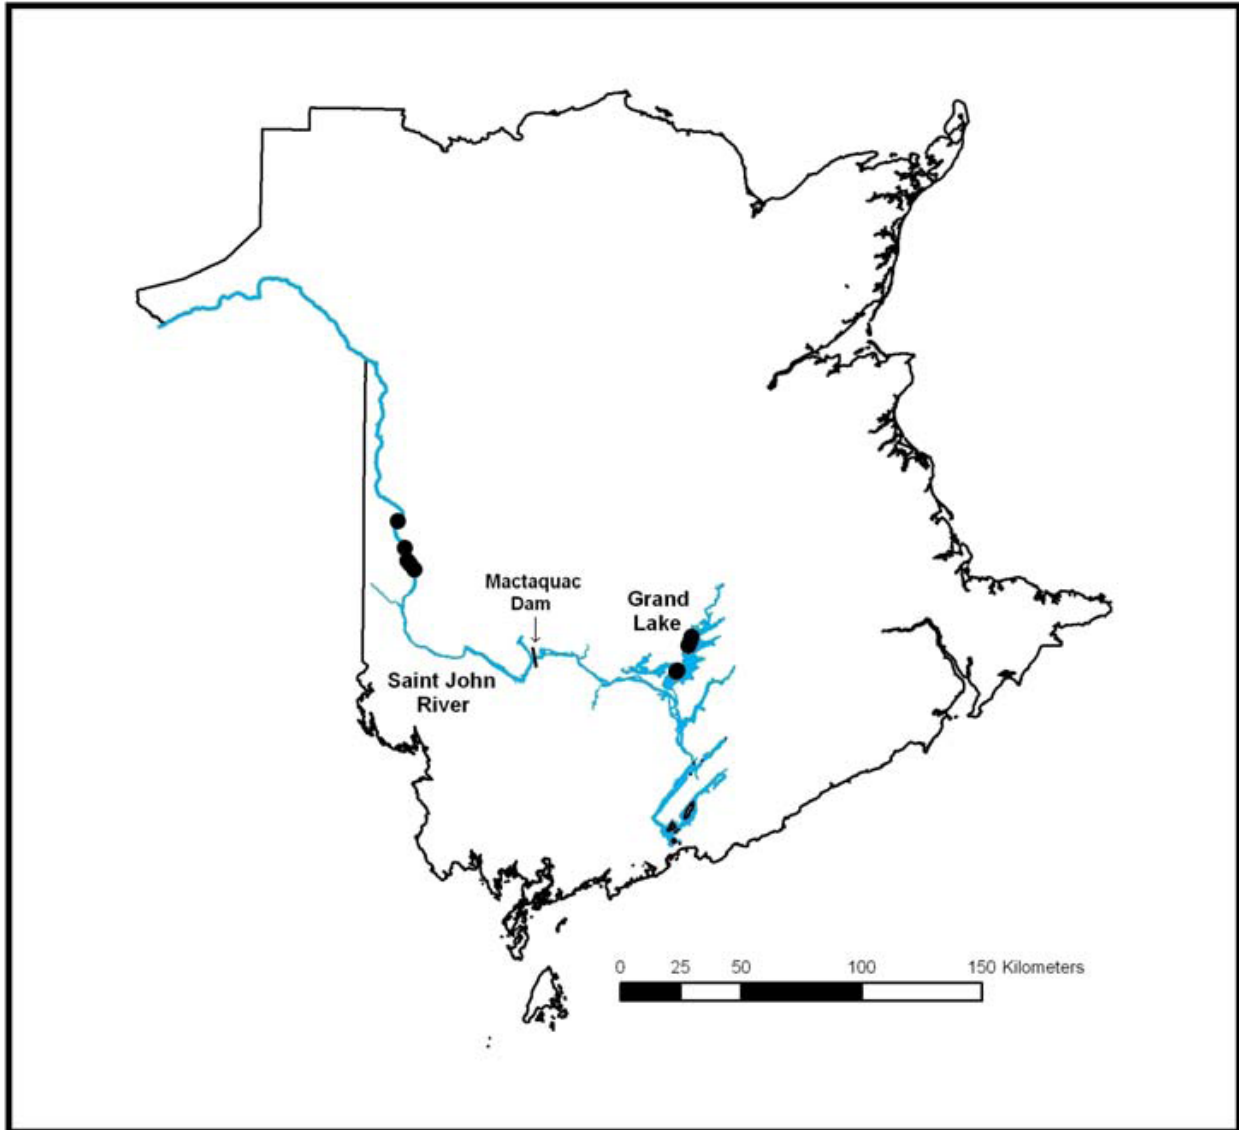 Mactaquac
Dam
Grand
Lake
Saint John
River
0 25 50 100 150 Kilometers